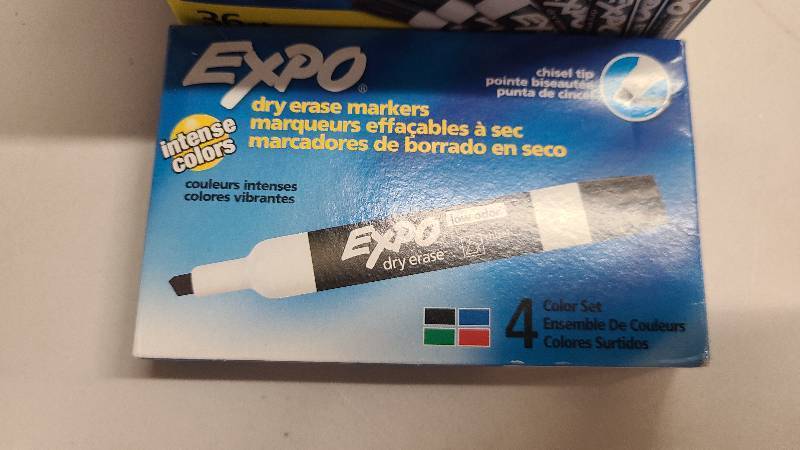 36
EXPO®
chisel tip
pointe biseautée
punta de cincel
dry erase markers
marqueurs effaçables à sec
marcadores de borrado en seco
intense
colors
couleurs intenses
colores vibrantes
EXPO low odor
dry erase
4 Color Set
Ensemble De Couleurs
Colores Surtidos